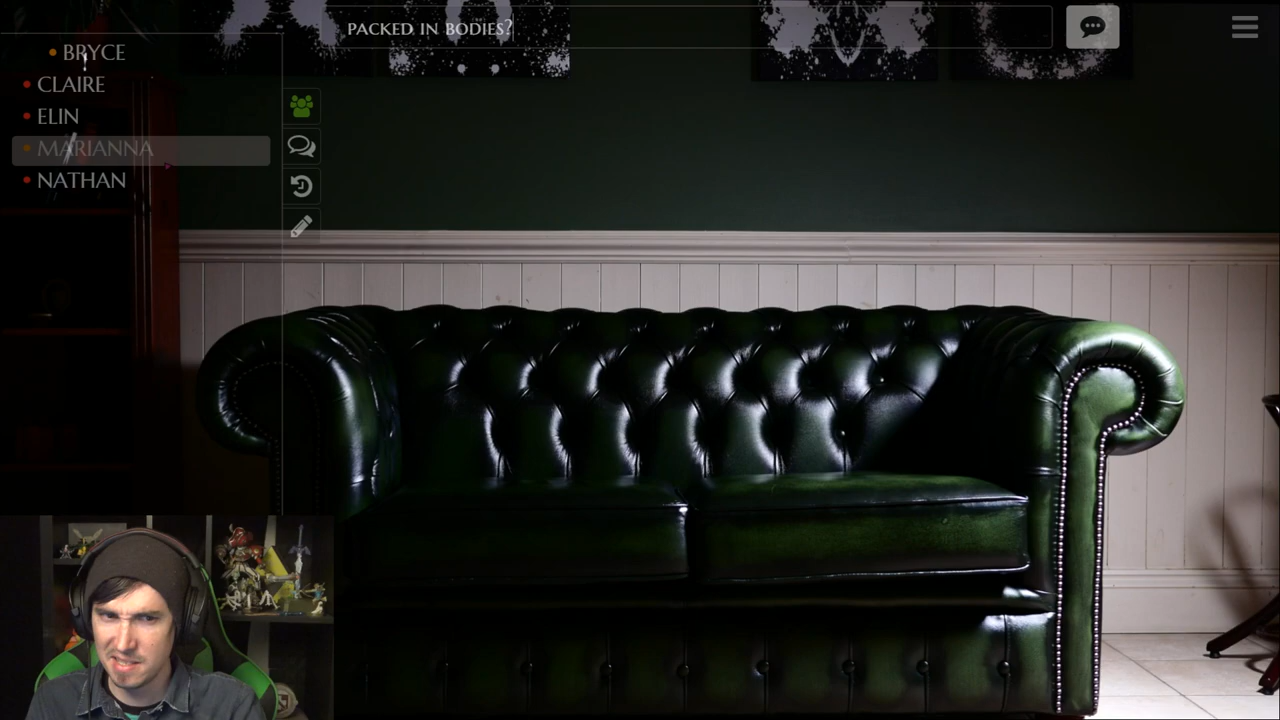 PACKED IN BODIES?
BRYCE
CLAIRE
ELIN
MARIANNA
NATHAN